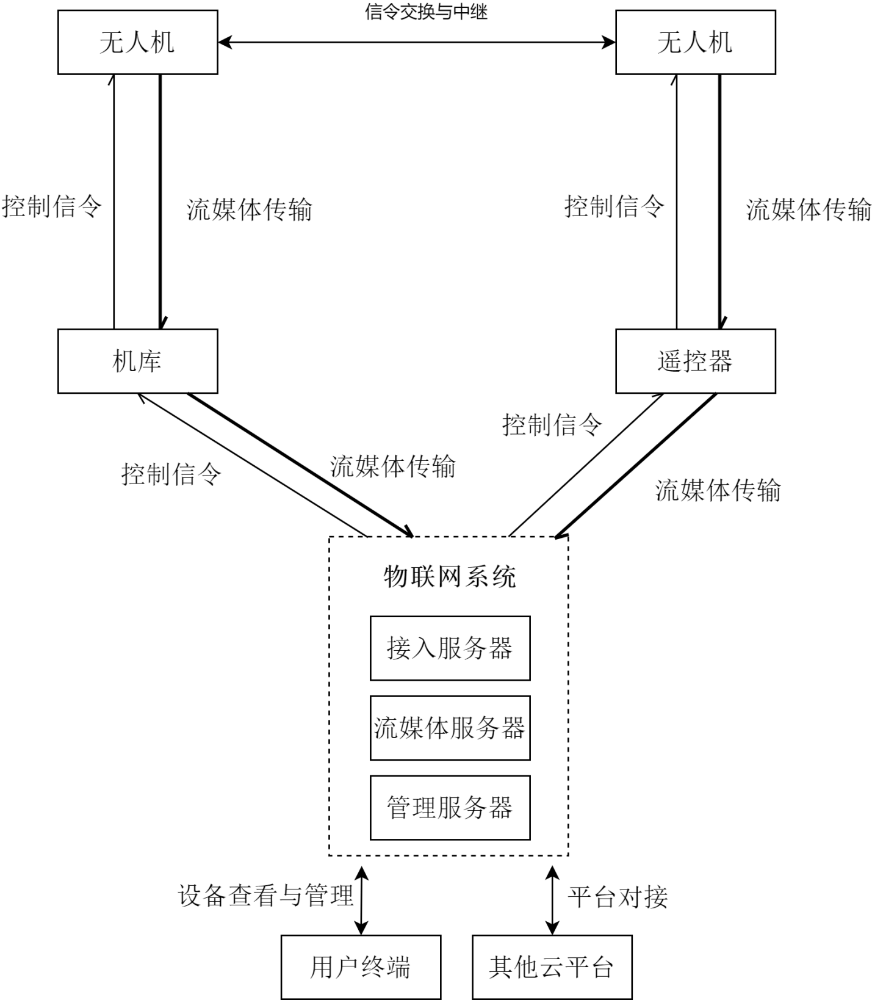 信令交换与中继
无人机
无人机
控制信令
流媒体传输
控制信令
流媒体传输
机库
遥控器
控制信令
流媒体传输
控制信令
流媒体传输
物联网系统
接入服务器
流媒体服务器
管理服务器
设备查看与管理
平台对接
用户终端
其他云平台